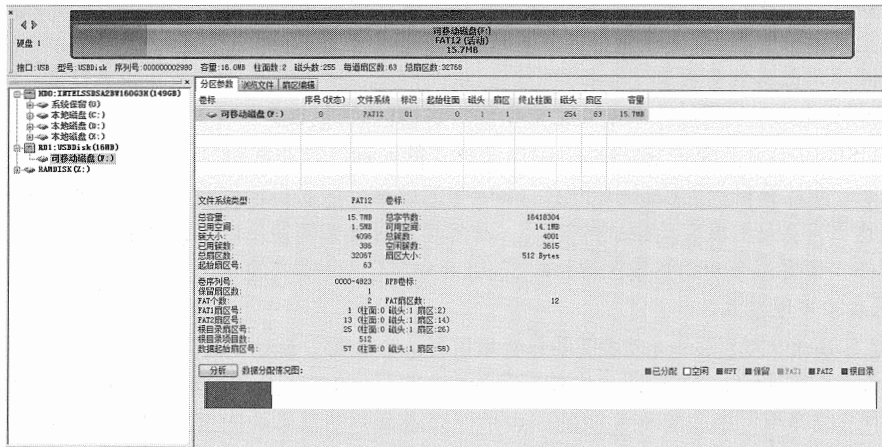 硬盘 1
可移动磁盘(F:)
FAT12 (活动)
15.7MB
接口:USB 型号:USBDisk 序列号:000000002980 容量:16.0MB 柱面数:2 磁头数:255 每道扇区数:63 总扇区数:32768
HD0:INTELSSDSA2BW160G3H(149GB)
系统保留(D)
本地磁盘(C:)
本地磁盘(E:)
RD1:USBDisk(16MB)
可移动磁盘(F:)
RAMDISK(Z:)
分区参数 浏览文件 扇区编辑
卷标 序号(状态) 文件系统 标识 起始柱面 磁头 扇区 终止柱面 磁头 扇区 容量
可移动磁盘(F:) 0 FAT12 01 0 1 1 1 254 63 15.7MB
文件系统类型: FAT12 卷标:
总容量: 15.7MB 总字节数: 16418304
已用空间: 1.5MB 可用空间: 14.1MB
簇大小: 4096 总簇数: 4001
已用簇数: 386 空闲簇数: 3615
总扇区数: 32067 扇区大小: 512 Bytes
起始扇区号: 63
卷序列号: 0000-4823 BPB卷标:
保留扇区数: 1
FAT个数: 2 FAT扇区数: 12
FAT1扇区号: 1 (柱面:0 磁头:1 扇区:2)
FAT2扇区号: 13 (柱面:0 磁头:1 扇区:14)
根目录扇区号: 25 (柱面:0 磁头:1 扇区:26)
根目录项目数: 512
数据起始扇区号: 57 (柱面:0 磁头:1 扇区:58)
分析 数据分配情况图:
已分配 空闲 MFT 保留 FAT1 FAT2 根目录